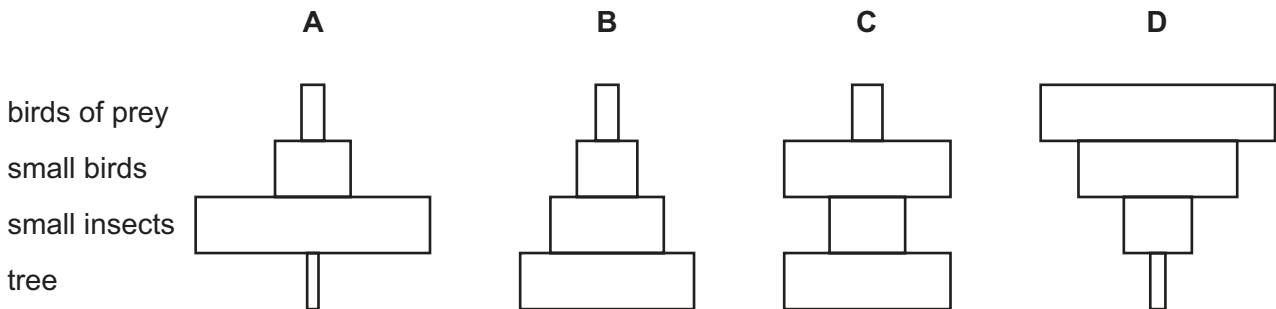 A B C D
birds of prey
small birds
small insects
tree